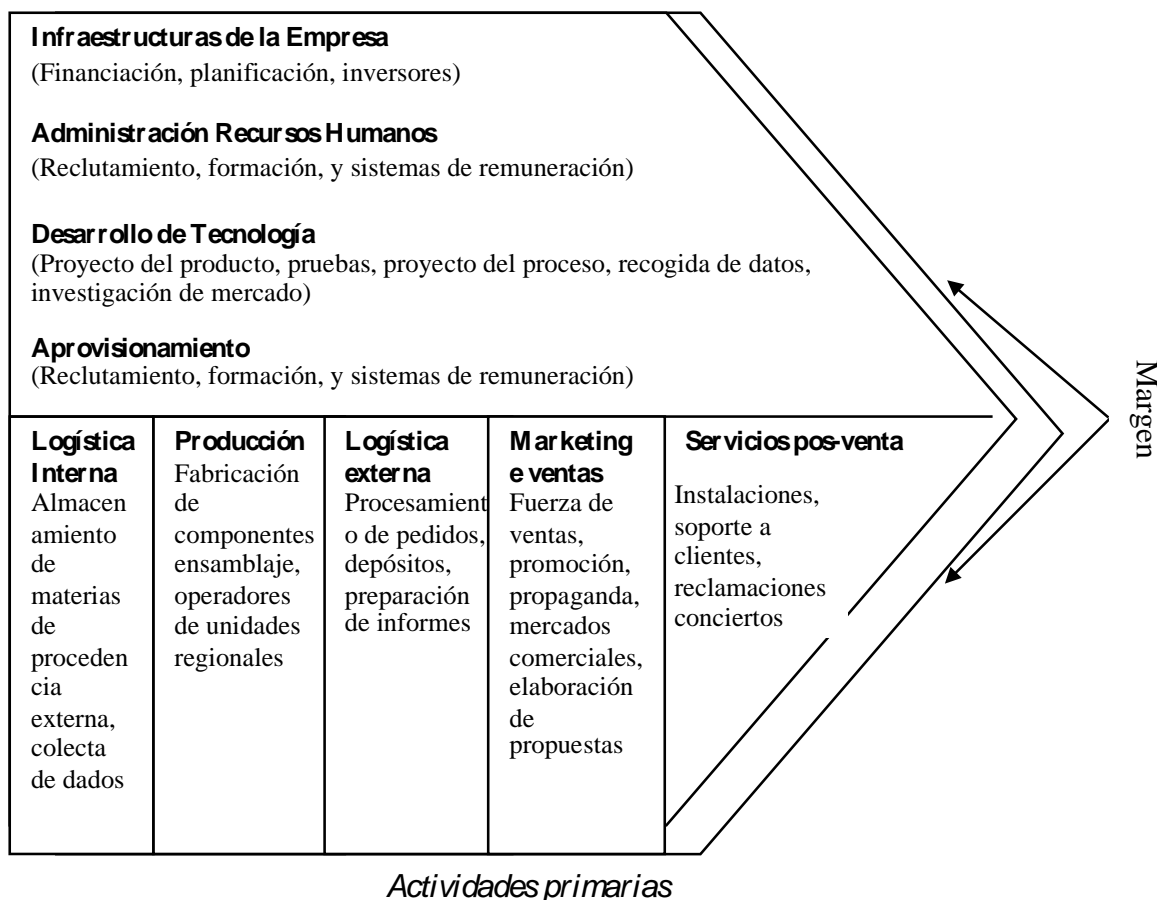 Infraestructuras de la Empresa
(Financiación, planificación, inversores)
Administración Recursos Humanos
(Reclutamiento, formación, y sistemas de remuneración)
Desarrollo de Tecnología
(Proyecto del producto, pruebas, proyecto del proceso, recogida de datos,
investigación de mercado)
Aprovisionamiento
(Reclutamiento, formación, y sistemas de remuneración)
Logística
Interna
Almacen
amiento
de
materias
de
proceden
cia
externa,
colecta
de dados
Producción
Fabricación
de
componentes
ensamblaje,
operadores
de unidades
regionales
Logística
externa
Procesamient
o de pedidos,
depósitos,
preparación
de informes
Marketing
e ventas
Fuerza de
ventas,
promoción,
propaganda,
mercados
comerciales,
elaboración
de
propuestas
Servicios pos-venta
Instalaciones,
soporte a
clientes,
reclamaciones
conciertos
Margen
Actividades primarias